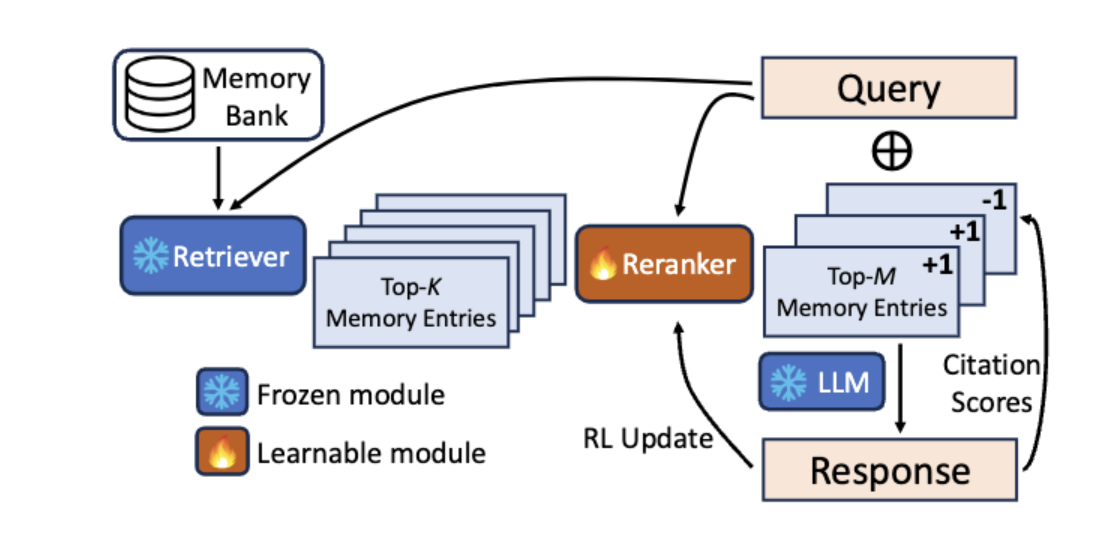 Memory
Bank
Query
Retriever
Top-K
Memory Entries
Reranker
-1
+1
+1
Top-M
Memory Entries
LLM
Citation
Scores
Frozen module
Learnable module
RL Update
Response